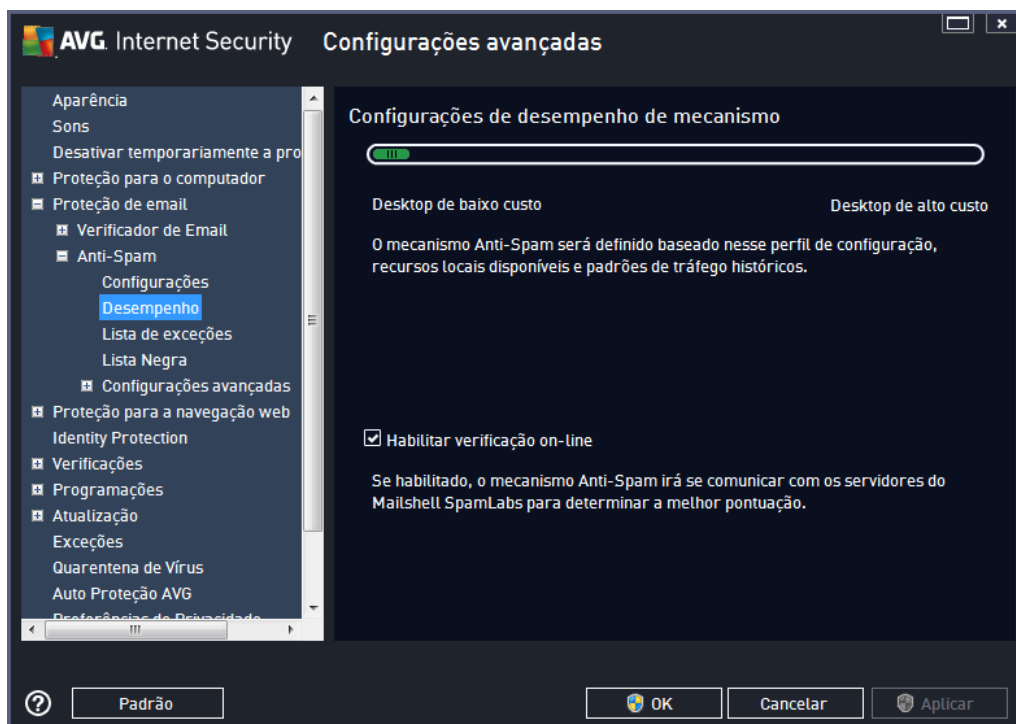 AVG. Internet Security Configurações avançadas
Aparência
Sons
Desativar temporariamente a pro
Proteção para o computador
Proteção de email
Verificador de Email
Anti-Spam
Configurações
Desempenho
Lista de exceções
Lista Negra
Configurações avançadas
Proteção para a navegação web
Identity Protection
Verificações
Programações
Atualização
Exceções
Quarentena de Vírus
Auto Proteção AVG
Preferências de Privacidade
Configurações de desempenho de mecanismo
Desktop de baixo custo Desktop de alto custo
O mecanismo Anti-Spam será definido baseado nesse perfil de configuração,
recursos locais disponíveis e padrões de tráfego históricos.
Habilitar verificação on-line
Se habilitado, o mecanismo Anti-Spam irá se comunicar com os servidores do
Mailshell SpamLabs para determinar a melhor pontuação.
? Padrão OK Cancelar Aplicar